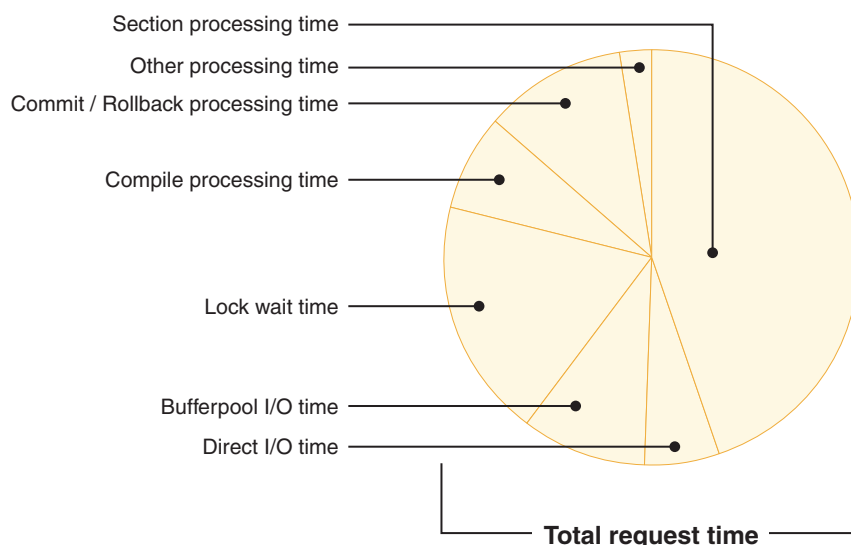 Section processing time
Other processing time
Commit / Rollback processing time
Compile processing time
Lock wait time
Bufferpool I/O time
Direct I/O time
Total request time